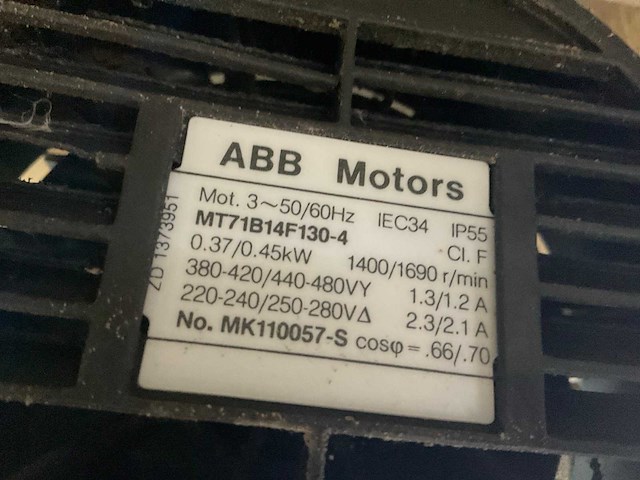 ABB Motors
Mot. 3~50/60Hz IEC34 IP55
MT71B14F130-4 Cl. F
0.37/0.45kW 1400/1690 r/min
380-420/440-480VY 1.3/1.2 A
220-240/250-280VΔ 2.3/2.1 A
No. MK110057-S cosφ = .66/.70
1373951